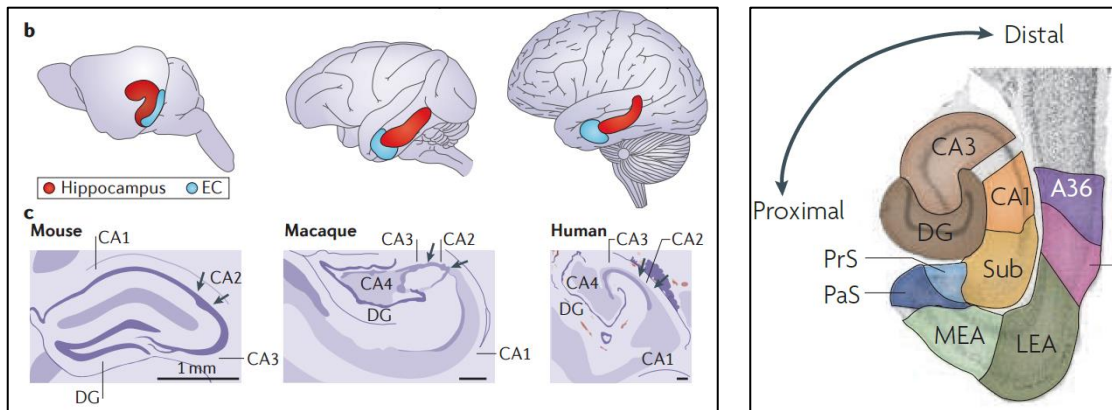 b
Hippocampus EC
c
Mouse
CA1
CA2
CA3
1 mm
DG
Macaque
CA3
CA2
CA4
DG
CA1
Human
CA3
CA2
CA4
DG
CA1
Distal
Proximal
CA3
CA1
A36
DG
PrS
Sub
PaS
MEA
LEA